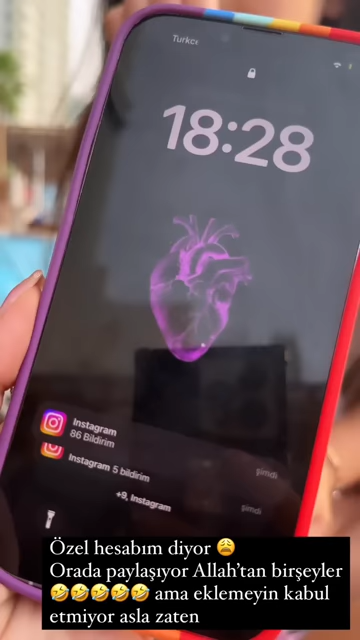 Turkce
18:28
Instagram
86 Bildirim
Instagram 5 bildirim
şimdi
+9, Instagram
şimdi
Özel hesabım diyor 😩
Orada paylaşıyor Allah’tan birşeyler
🤣🤣🤣🤣🤣 ama eklemeyin kabul
etmiyor asla zaten